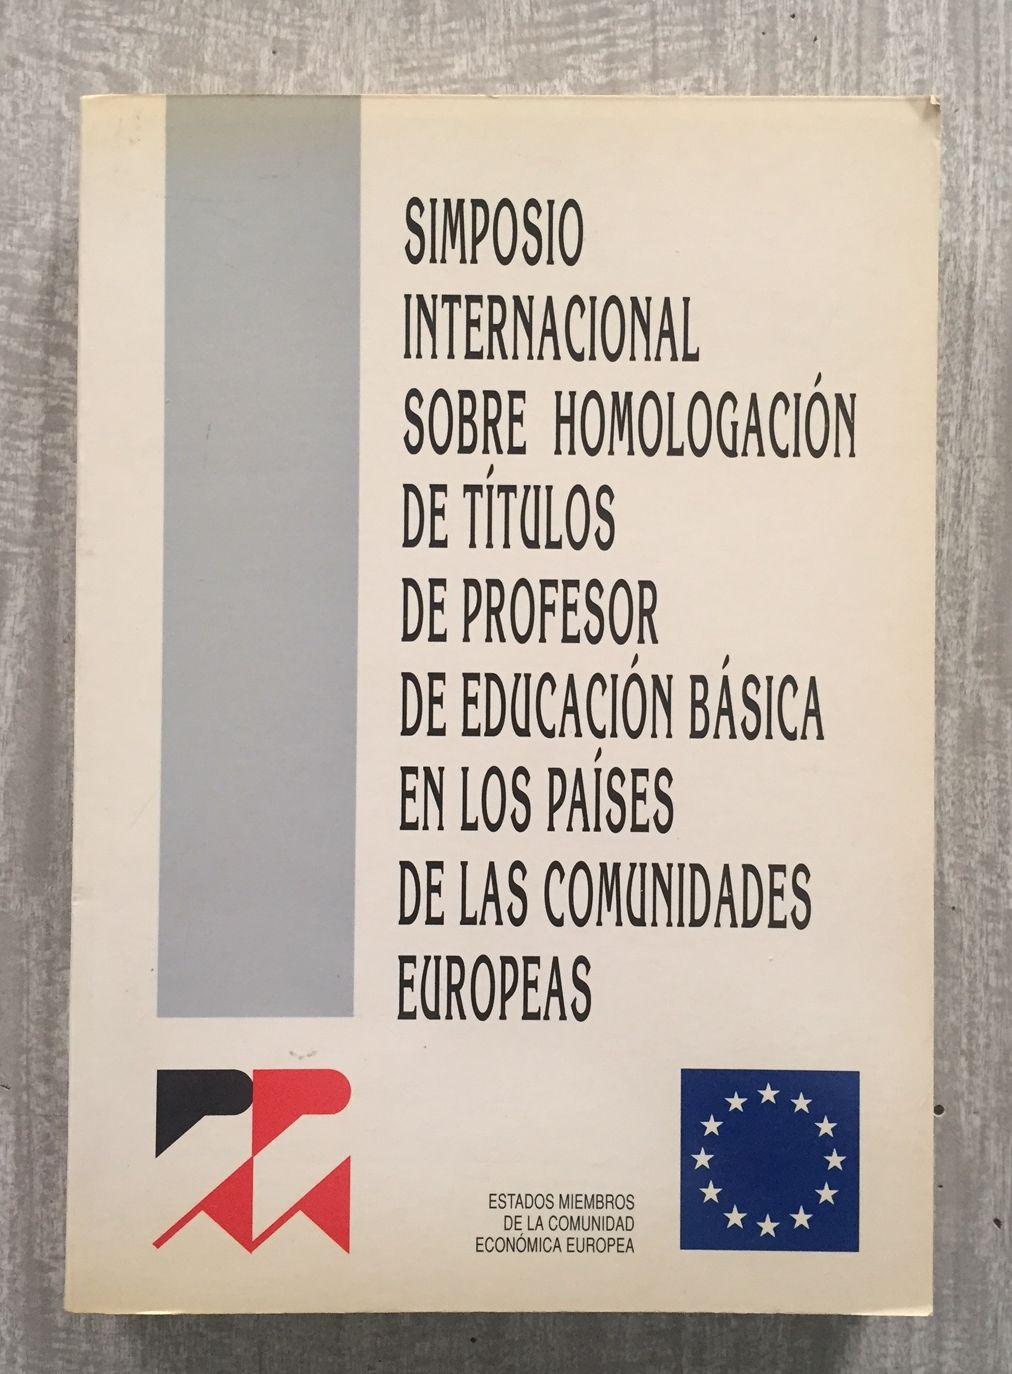 SIMPOSIO
INTERNACIONAL
SOBRE HOMOLOGACIÓN
DE TÍTULOS
DE PROFESOR
DE EDUCACIÓN BÁSICA
EN LOS PAÍSES
DE LAS COMUNIDADES
EUROPEAS
ESTADOS MIEMBROS
DE LA COMUNIDAD
ECONÓMICA EUROPEA